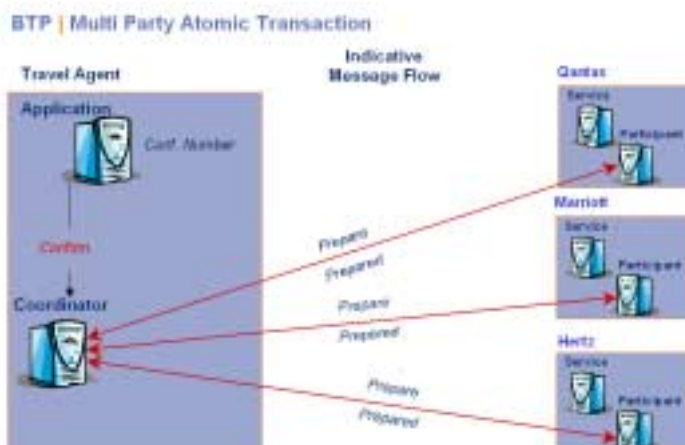 BTP | Multi Party Atomic Transaction
Indicative
Message Flow
Travel Agent
Application
Conf. Number
Confirm
Coordinator
Prepare
Prepared
Prepare
Prepared
Prepare
Prepared
Qantas
Service
Participant
Marriott
Service
Participant
Hertz
Service
Participant